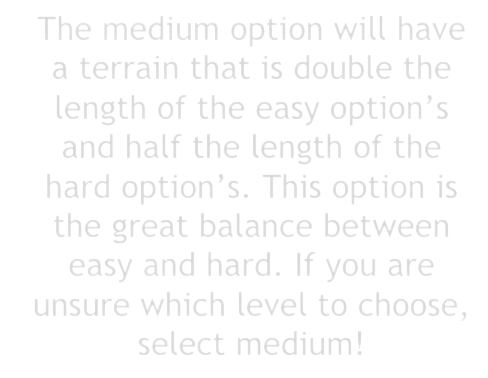 The medium option will have
a terrain that is double the
length of the easy option’s
and half the length of the
hard option’s. This option is
the great balance between
easy and hard. If you are
unsure which level to choose,
select medium!